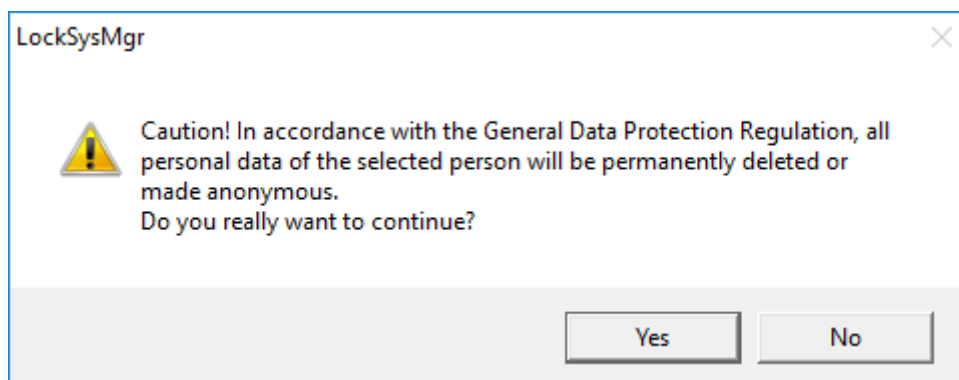 LockSysMgr
Caution! In accordance with the General Data Protection Regulation, all
personal data of the selected person will be permanently deleted or
made anonymous.
Do you really want to continue?
Yes
No